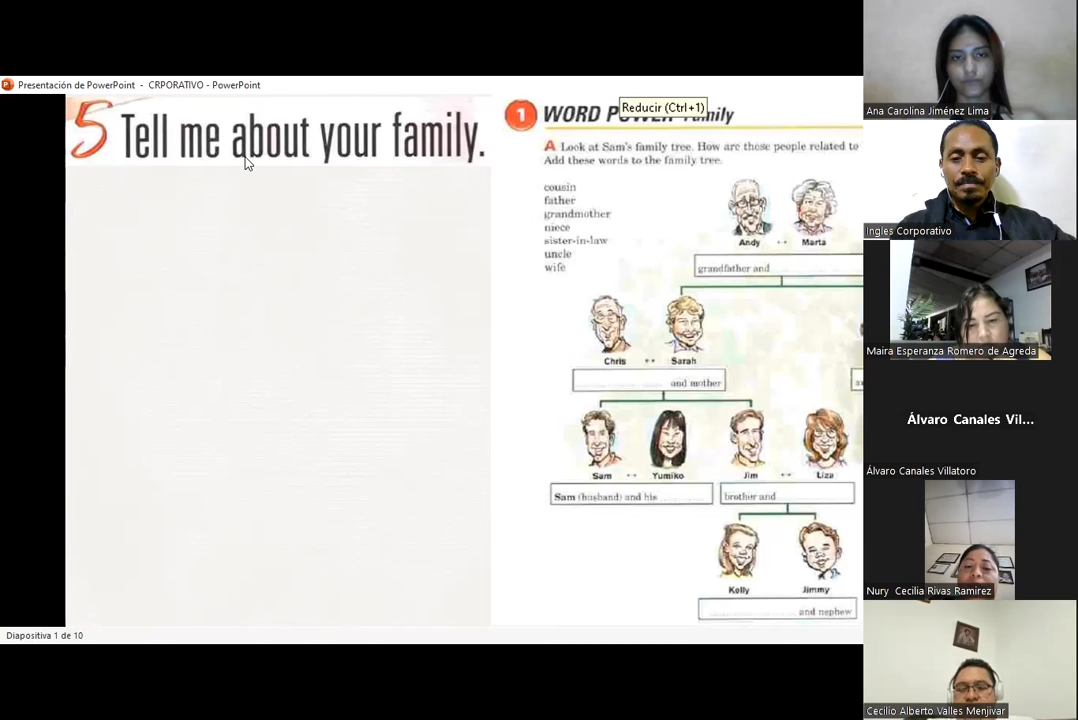 Presentación de PowerPoint - CRPORATIVO - PowerPoint
5 Tell me about your family.
1 WORD
Reducir (Ctrl+1)
A Look at Sam's family tree. How are these people related to
Add these words to the family tree.
cousin
father
grandmother
niece
sister-in-law
uncle
wife
Andy Marta
grandfather and
Chris Sarah
and mother
Sam Yumiko Jim Liza
Sam (husband) and his
brother and
Kelly Jimmy
and nephew
Diapositiva 1 de 10
Ana Carolina Jiménez Lima
Ingles Corporativo
Maira Esperanza Romero de Agreda
Álvaro Canales Vil...
Álvaro Canales Villatoro
Nury Cecilia Rivas Ramirez
Cecilio Alberto Valles Menjivar